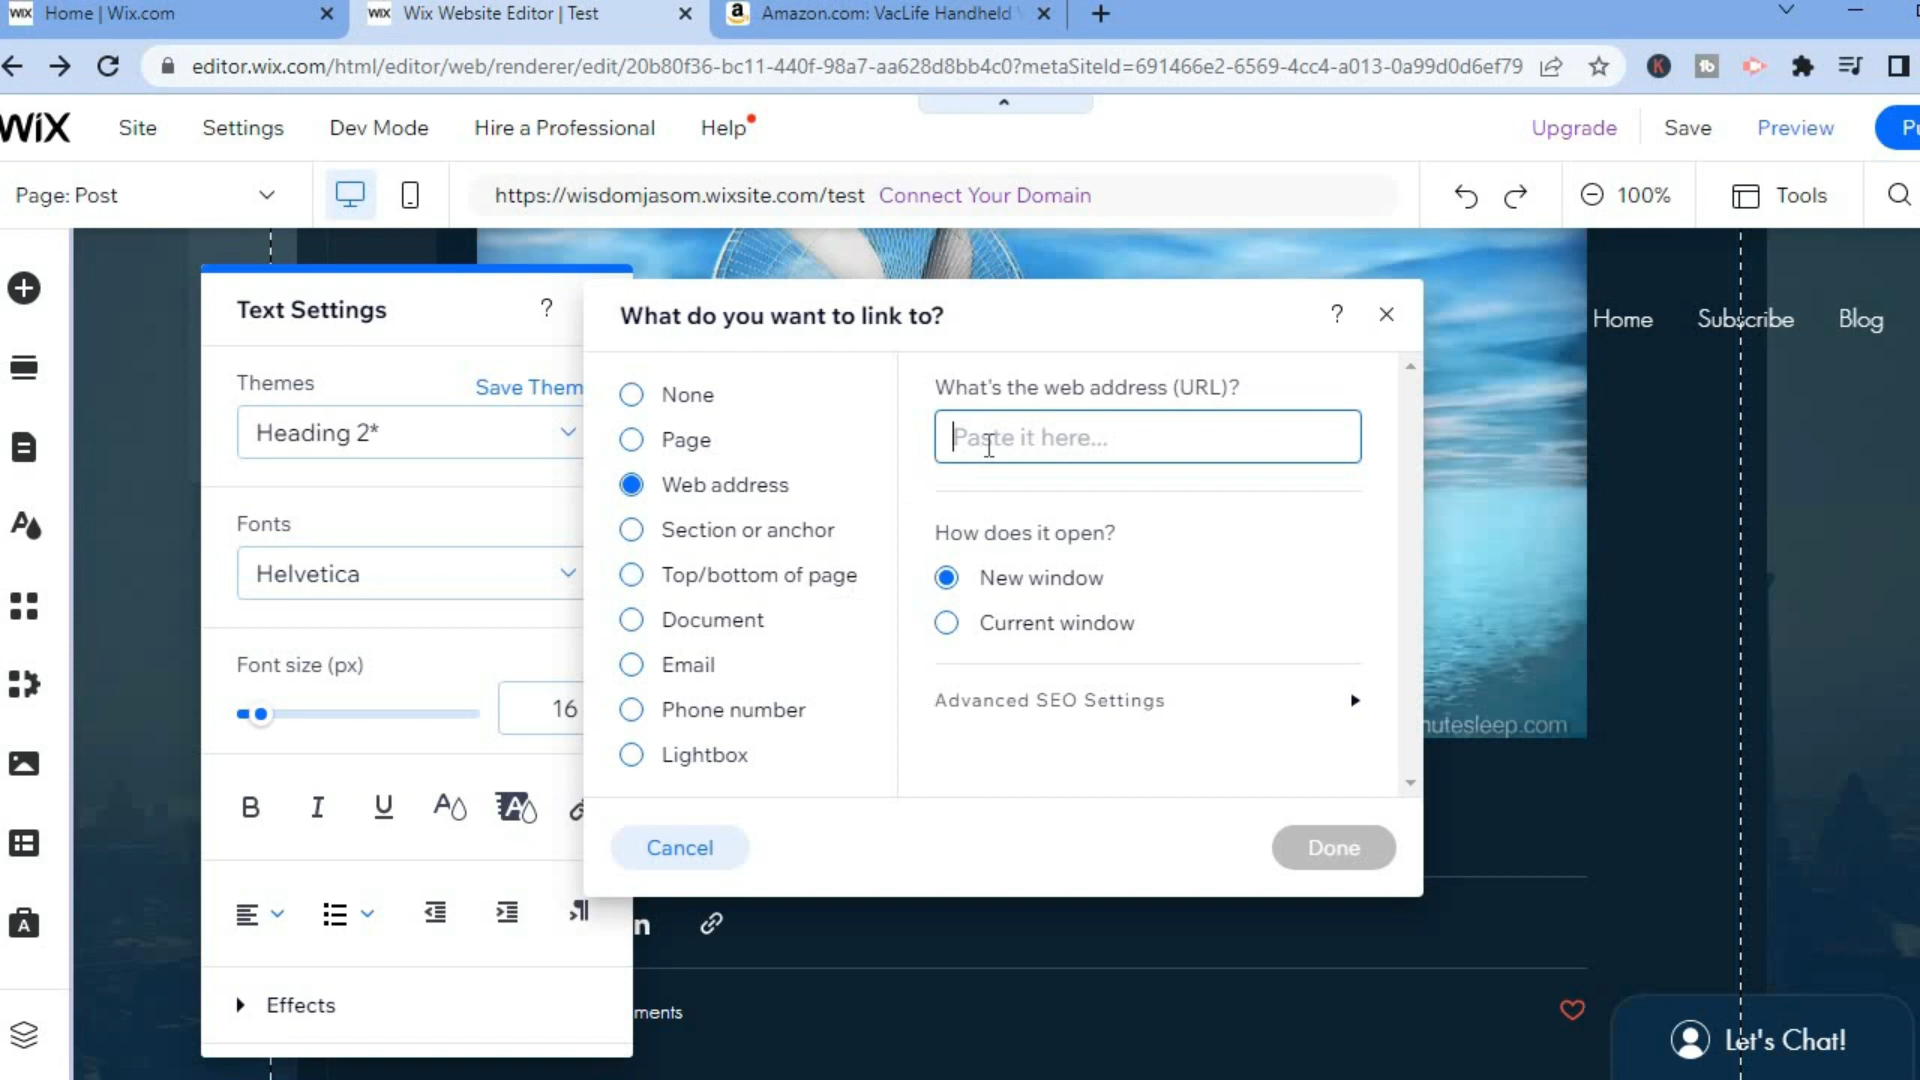 WiX Home | Wix.com
WiX Wix Website Editor | Test
a Amazon.com: VacLife Handheld
editor.wix.com/html/editor/web/renderer/edit/20b80f36-bc11-440f-98a7-aa628d8bb4c0?metaSiteId=691466e2-6569-4cc4-a013-0a99d0d6ef79
K
tb
WiX
Site
Settings
Dev Mode
Hire a Professional
Help
Upgrade
Save
Preview
Pu
Page: Post
https://wisdomjasom.wixsite.com/test Connect Your Domain
100%
Tools
Home
Subscribe
Blog
Text Settings ?
Themes
Save Them
Heading 2*
Fonts
Helvetica
Font size (px)
16
B I U A A
Effects
What do you want to link to? ?
None
Page
Web address
Section or anchor
Top/bottom of page
Document
Email
Phone number
Lightbox
What's the web address (URL)?
Paste it here...
How does it open?
New window
Current window
Advanced SEO Settings
Cancel
Done
nutesleep.com
n
ments
Let's Chat!